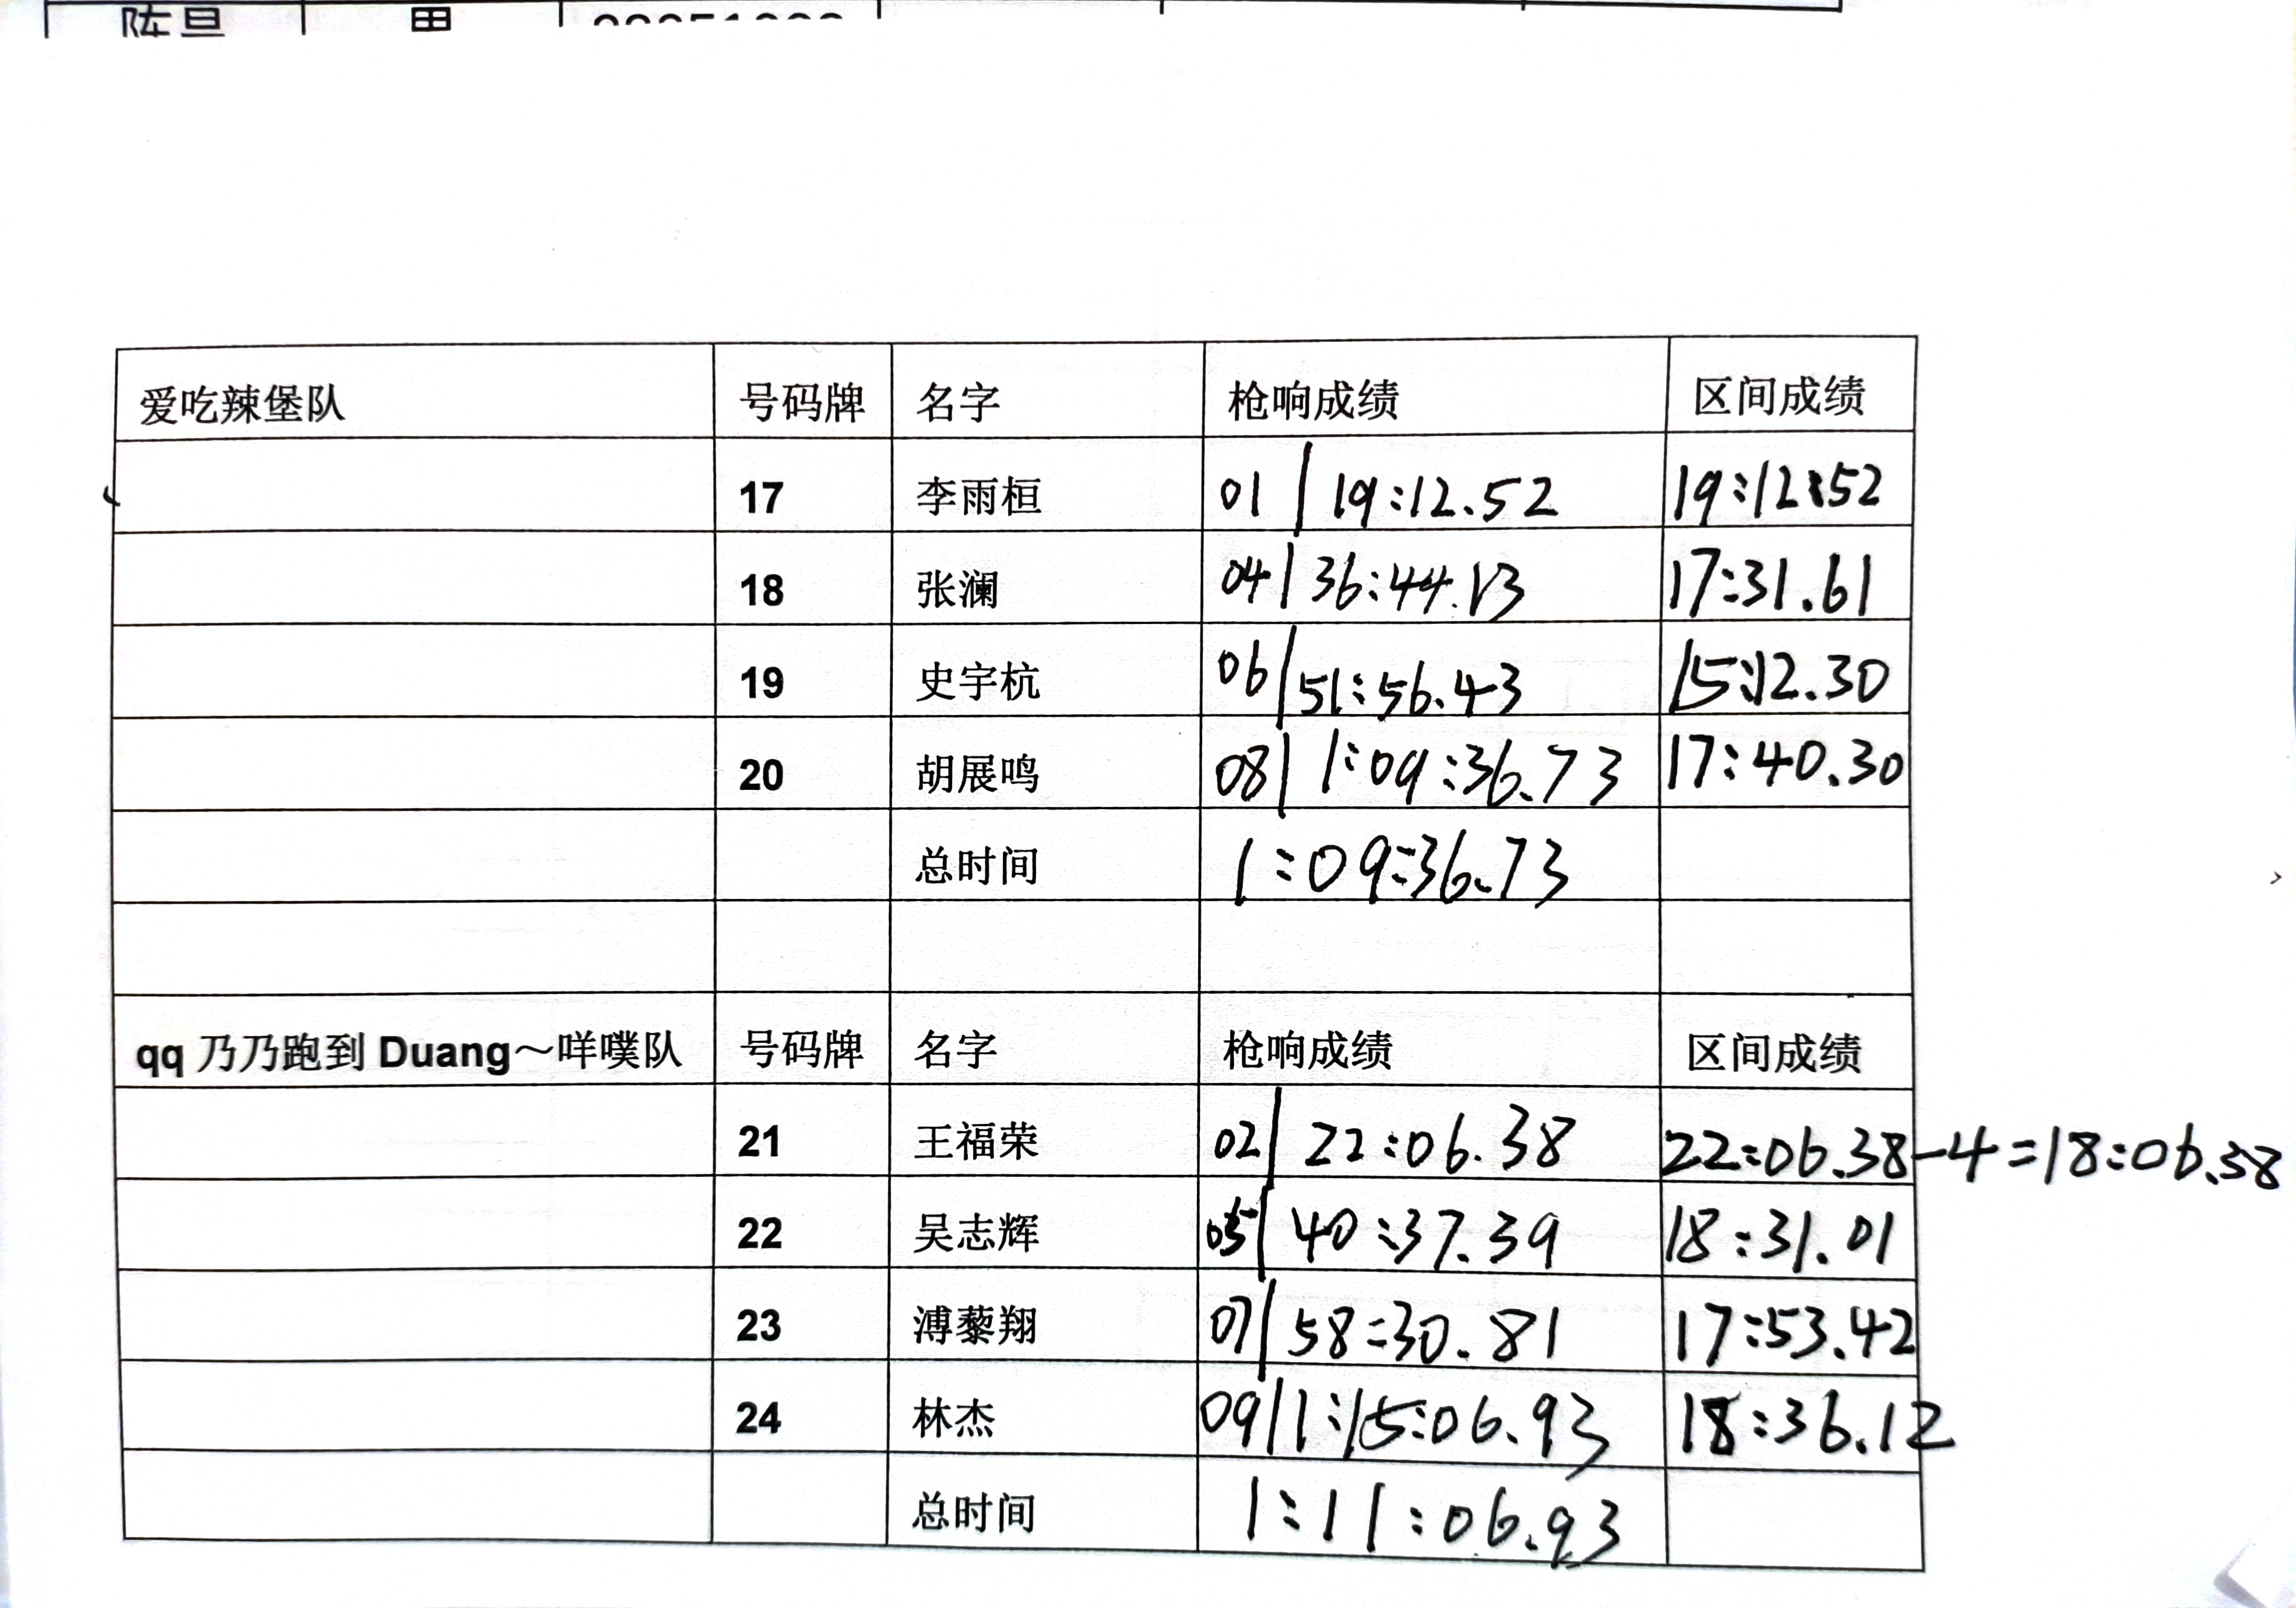 爱吃辣堡队 号码牌 名字 枪响成绩 区间成绩
17 李雨桓 01 | 19:12.52 19:12:52
18 张澜 04 | 36:44.13 17:31.61
19 史宇杭 06 | 51:56.43 15:12.30
20 胡展鸣 08 | 1:09:36.73 17:40.30
总时间 1:09:36.73
qq 乃乃跑到 Duang～咩噗队 号码牌 名字 枪响成绩 区间成绩
21 王福荣 02 | 22:06.38 22:06.38-4=18:06.38
22 吴志辉 05 | 40:37.39 18:31.01
23 溥藜翔 07 | 58:30.81 17:53.42
24 林杰 09 | 1:15:06.93 18:36.12
总时间 1:11:06.93